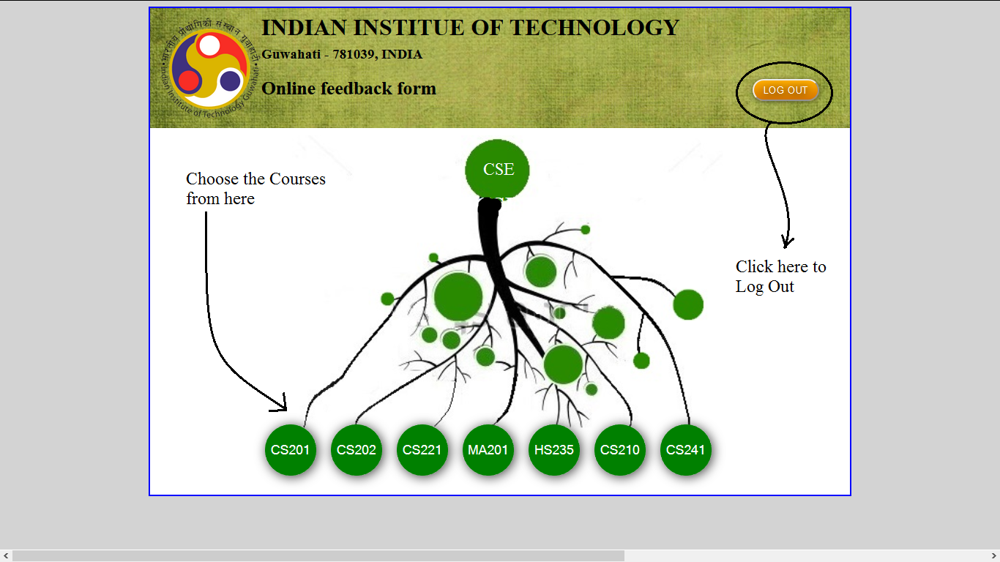 भारतीय प्रौद्योगिकी संस्थान गुवाहाटी
Indian Institute of Technology Guwahati
INDIAN INSTITUE OF TECHNOLOGY
Guwahati - 781039, INDIA
Online feedback form
LOG OUT
CSE
Choose the Courses
from here
Click here to
Log Out
CS201
CS202
CS221
MA201
HS235
CS210
CS241